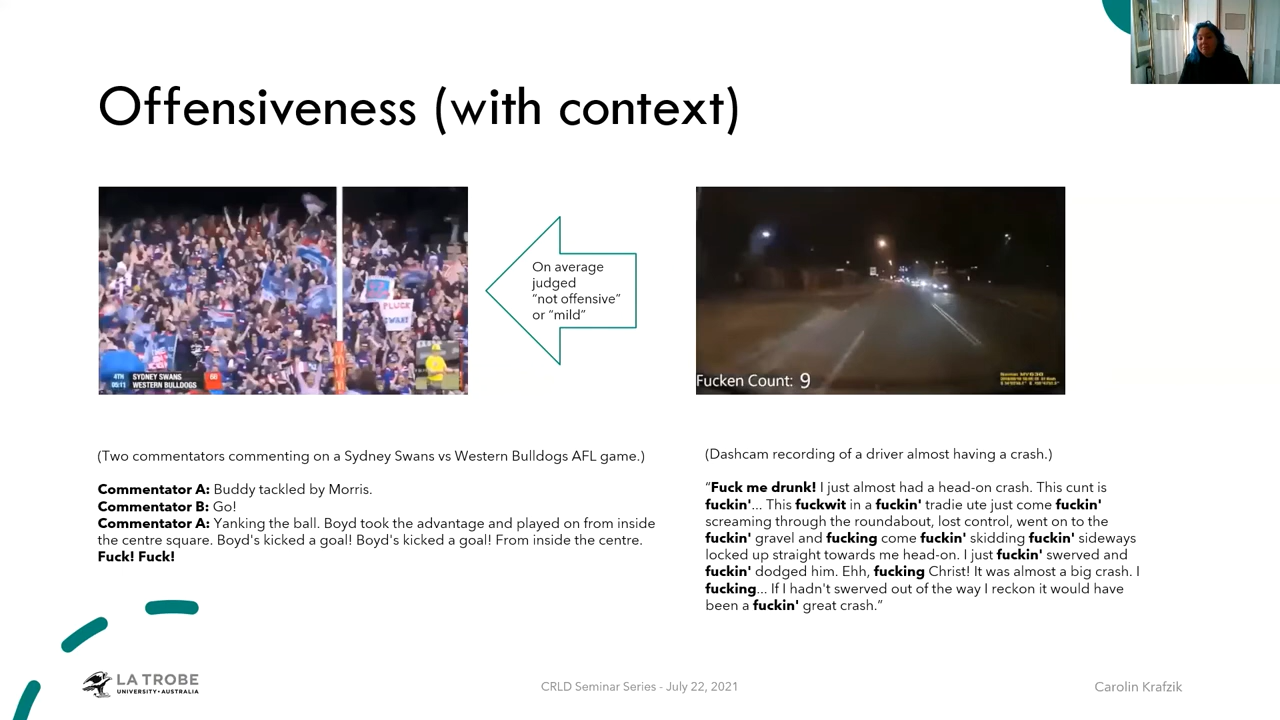 Offensiveness (with context)
PLUCK
4TH
05:11
SYDNEY SWANS
WESTERN BULLDOGS
66
On average
judged
“not offensive”
or “mild”
Fucken Count: 9
(Two commentators commenting on a Sydney Swans vs Western Bulldogs AFL game.)
Commentator A: Buddy tackled by Morris.
Commentator B: Go!
Commentator A: Yanking the ball. Boyd took the advantage and played on from inside
the centre square. Boyd's kicked a goal! Boyd's kicked a goal! From inside the centre.
Fuck! Fuck!
(Dashcam recording of a driver almost having a crash.)
“Fuck me drunk! I just almost had a head-on crash. This cunt is
fuckin'... This fuckwit in a fuckin' tradie ute just come fuckin'
screaming through the roundabout, lost control, went on to the
fuckin' gravel and fucking come fuckin' skidding fuckin' sideways
locked up straight towards me head-on. I just fuckin' swerved and
fuckin' dodged him. Ehh, fucking Christ! It was almost a big crash. I
fucking... If I hadn't swerved out of the way I reckon it would have
been a fuckin' great crash.”
LA TROBE
UNIVERSITY • AUSTRALIA
CRLD Seminar Series - July 22, 2021
Carolin Krafzik